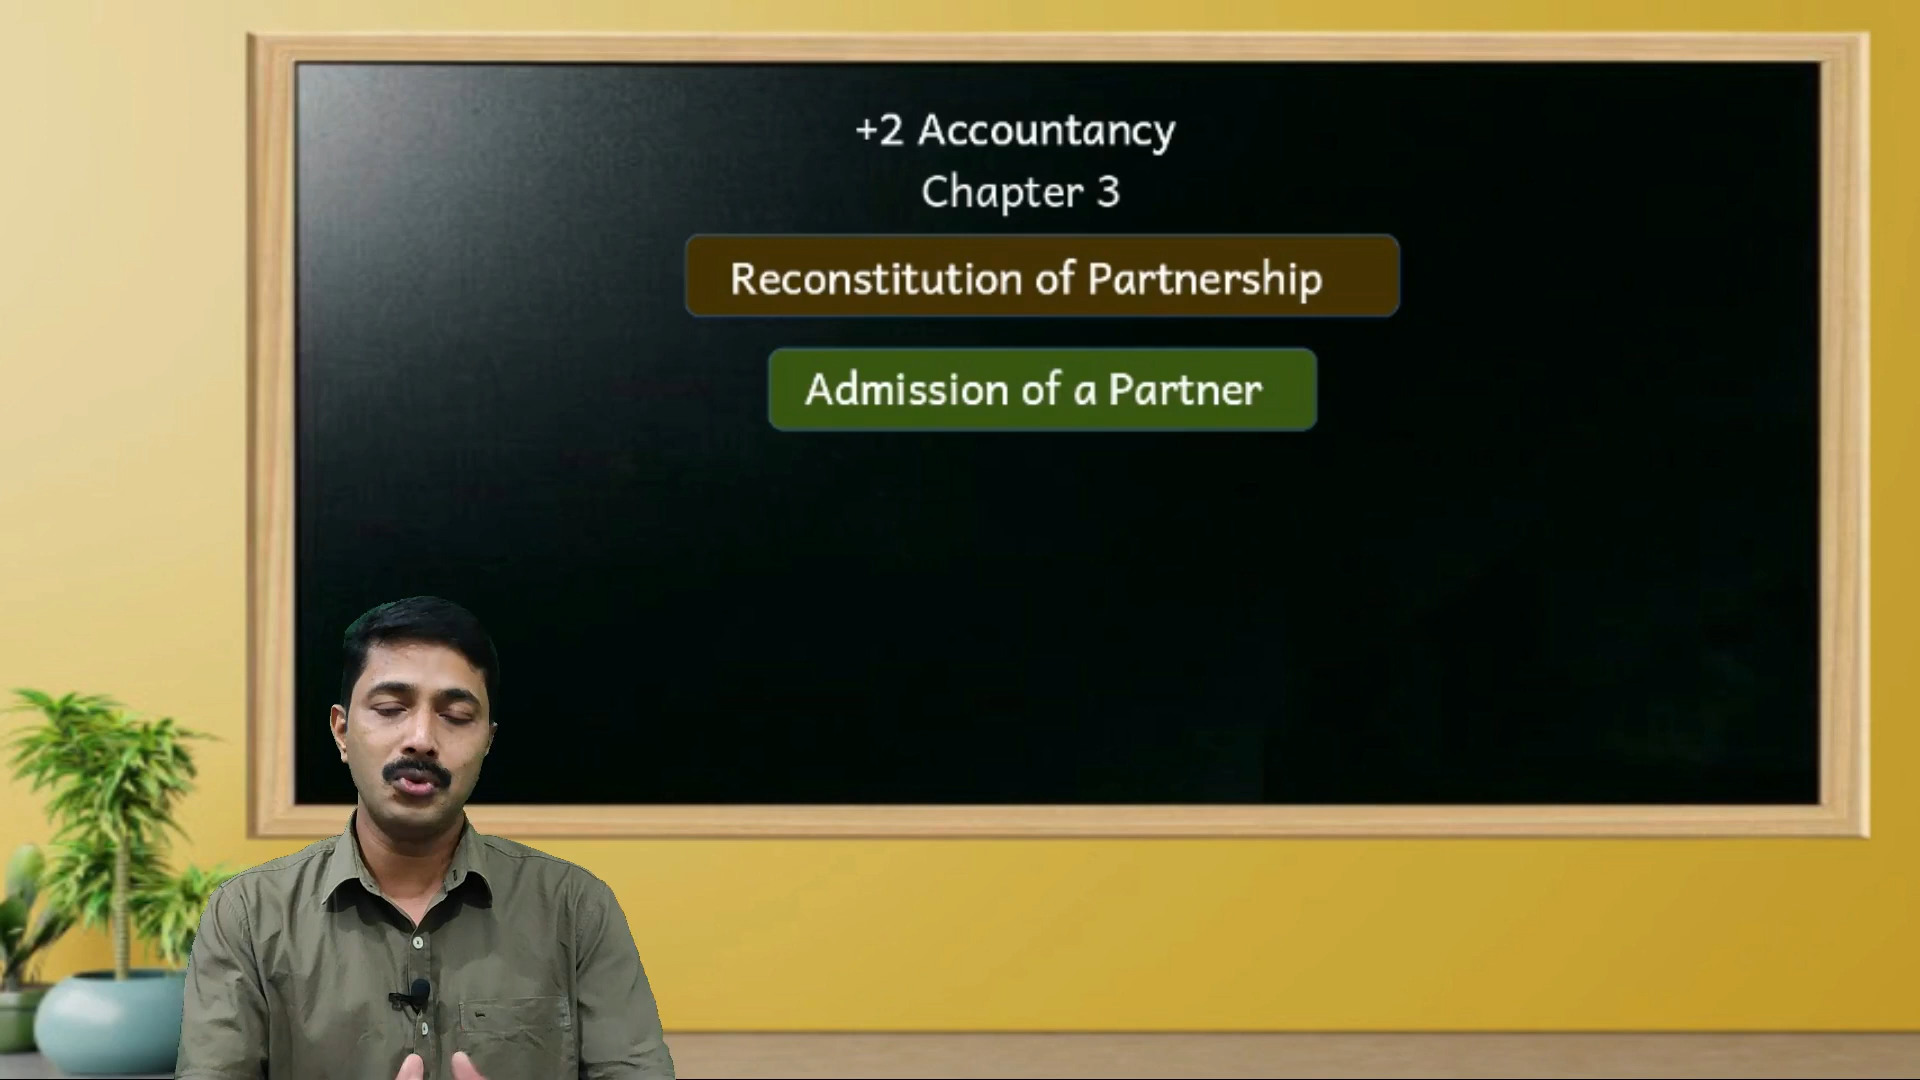 +2 Accountancy
Chapter 3
Reconstitution of Partnership
Admission of a Partner